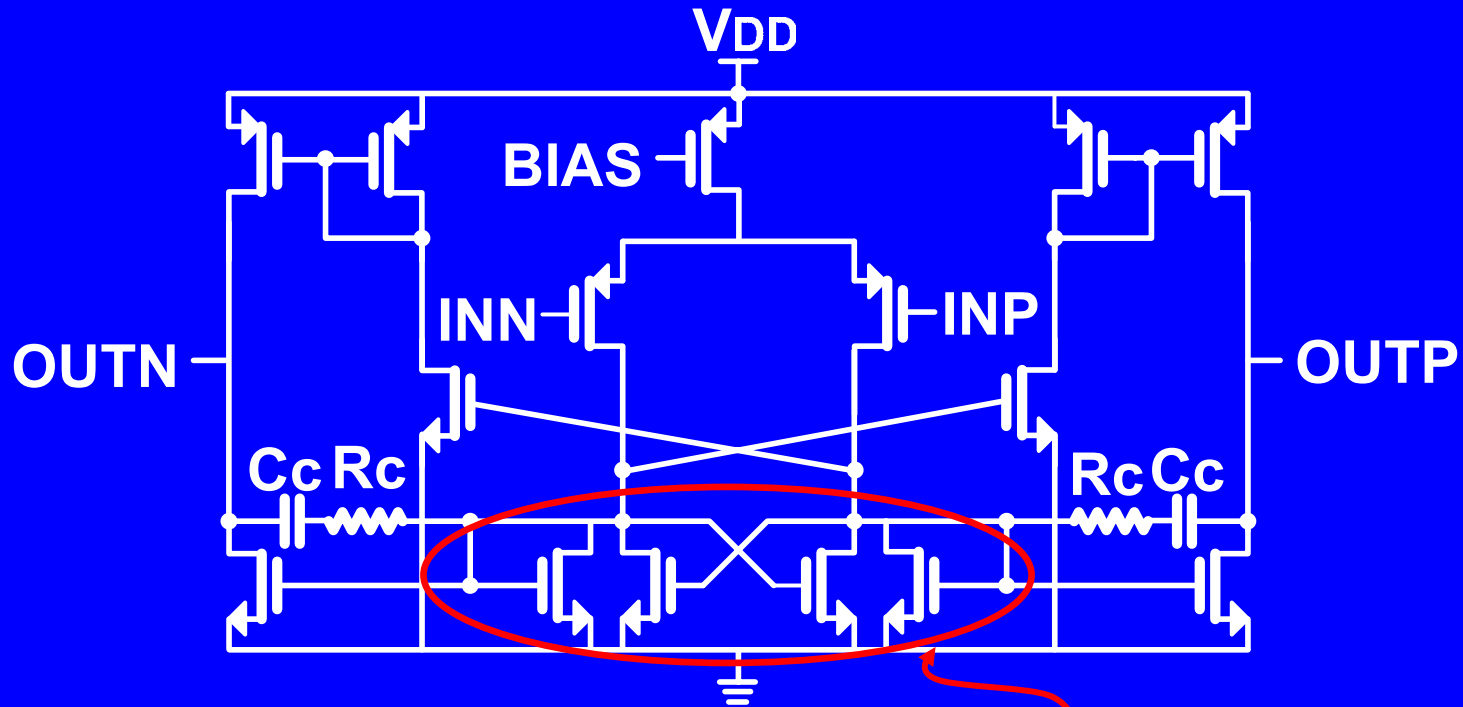 VDD
BIAS
INN
INP
OUTN
OUTP
Cc Rc
Rc Cc